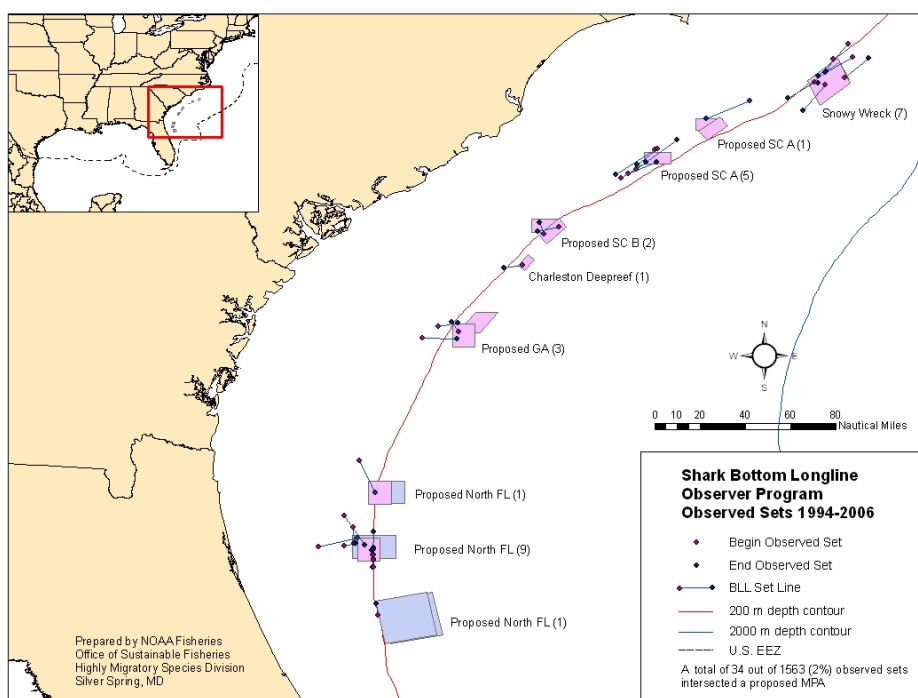 Snowy Wreck (7)
Proposed SC A (1)
Proposed SC A (5)
Proposed SC B (2)
Charleston Deepreef (1)
Proposed GA (3)
N
W E
S
0 10 20 40 60 80
Nautical Miles
Proposed North FL (1)
Proposed North FL (9)
Proposed North FL (1)
Shark Bottom Longline
Observer Program
Observed Sets 1994-2006
Begin Observed Set
End Observed Set
BLL Set Line
200 m depth contour
2000 m depth contour
U.S. EEZ
A total of 34 out of 1563 (2%) observed sets
intersected a proposed MPA
Prepared by NOAA Fisheries
Office of Sustainable Fisheries
Highly Migratory Species Division
Silver Spring, MD